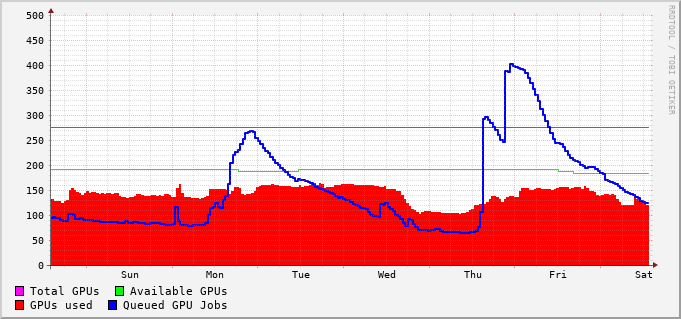 500
450
400
350
300
250
200
150
100
50
0
Sun Mon Tue Wed Thu Fri Sat
Total GPUs Available GPUs
GPUs used Queued GPU Jobs
RRDTOOL / TOBI OETIKER